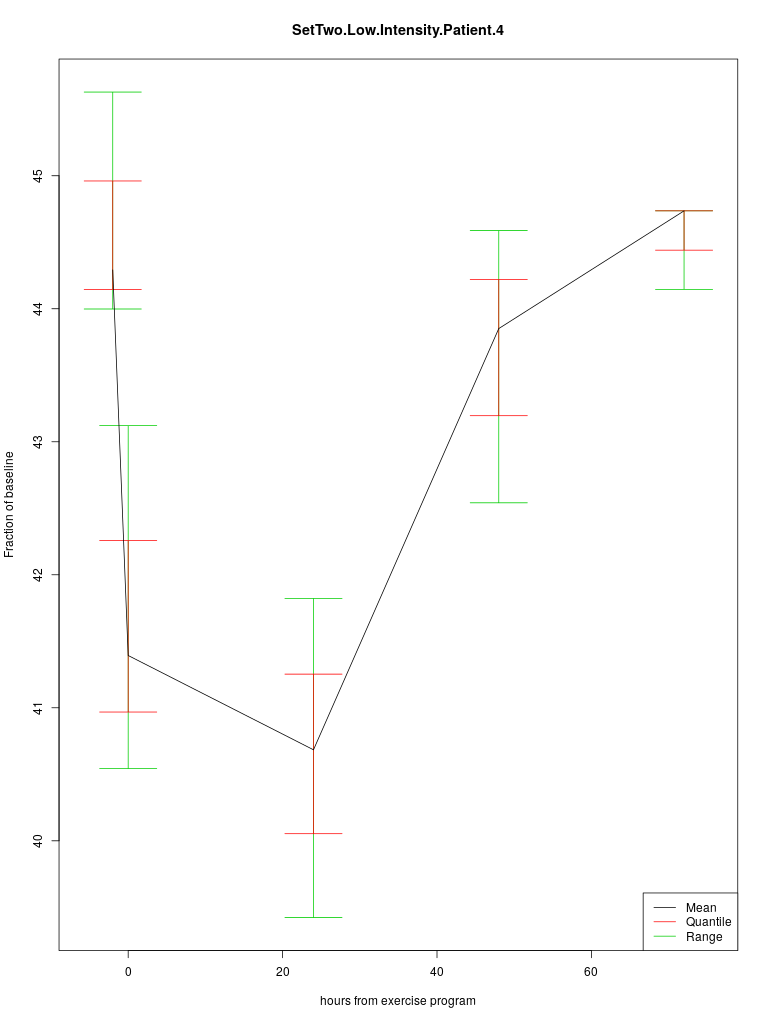 SetTwo.Low.Intensity.Patient.4
45
44
43
42
41
40
Fraction of baseline
0 20 40 60
hours from exercise program
Mean
Quantile
Range